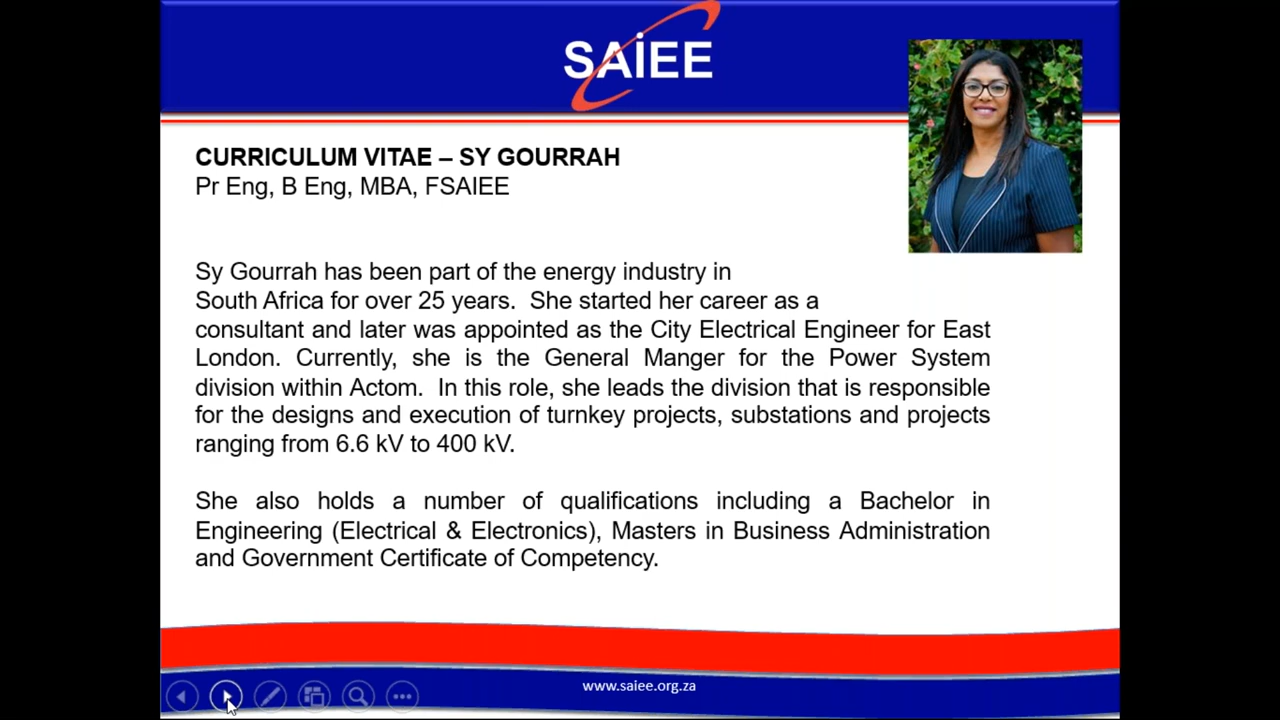 SAiEE
CURRICULUM VITAE – SY GOURRAH
Pr Eng, B Eng, MBA, FSAIEE
Sy Gourrah has been part of the energy industry in
South Africa for over 25 years. She started her career as a
consultant and later was appointed as the City Electrical Engineer for East
London. Currently, she is the General Manger for the Power System
division within Actom. In this role, she leads the division that is responsible
for the designs and execution of turnkey projects, substations and projects
ranging from 6.6 kV to 400 kV.
She also holds a number of qualifications including a Bachelor in
Engineering (Electrical & Electronics), Masters in Business Administration
and Government Certificate of Competency.
www.saiee.org.za